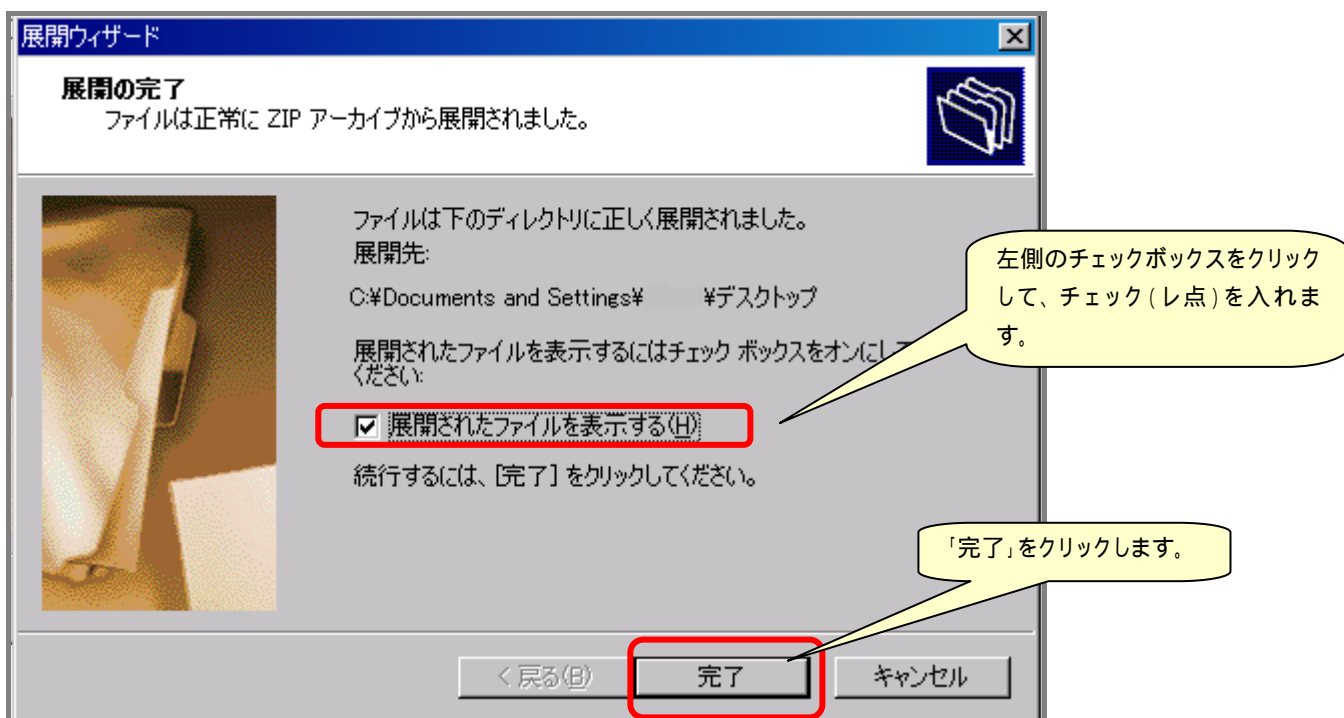 展開ウィザード
展開の完了
ファイルは正常に ZIP アーカイブから展開されました。
ファイルは下のディレクトリに正しく展開されました。
展開先:
C:¥Documents and Settings¥ ¥デスクトップ
展開されたファイルを表示するにはチェック ボックスをオンにして
ください:
展開されたファイルを表示する(H)
続行するには、[完了] をクリックしてください。
左側のチェックボックスをクリック
して、チェック(レ点)を入れま
す。
「完了」をクリックします。
< 戻る(B)
完了
キャンセル